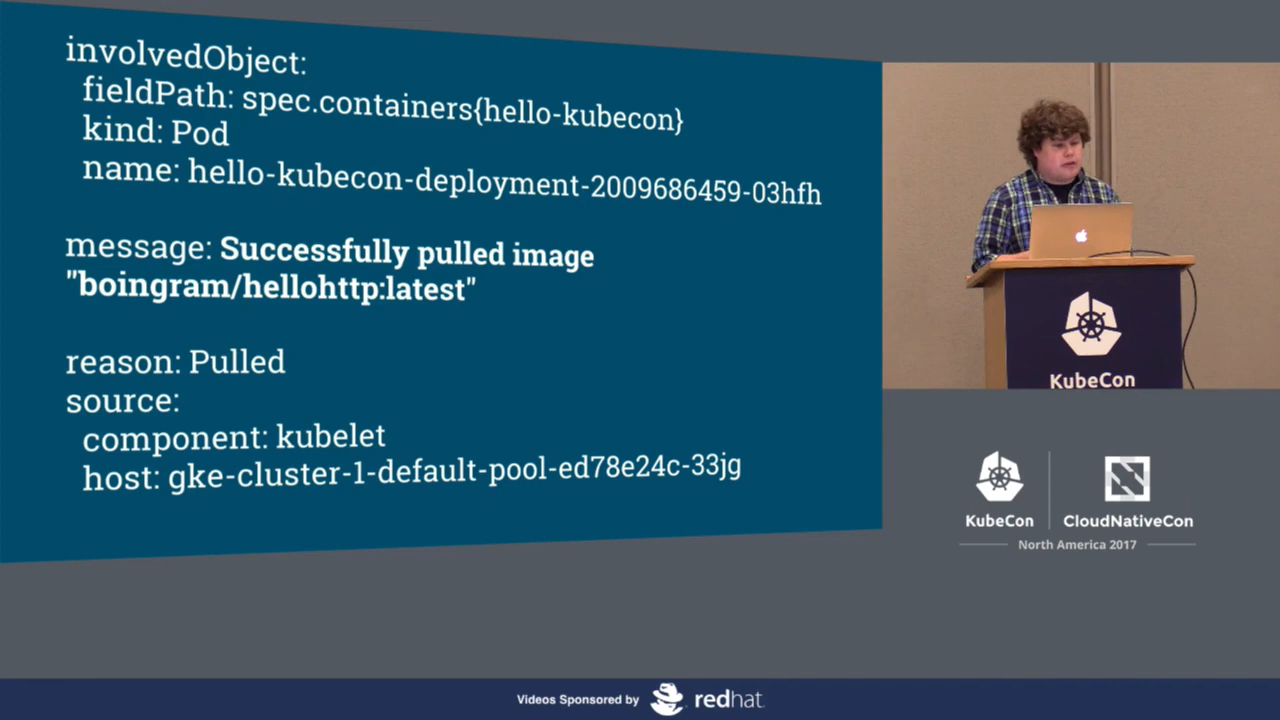 involvedObject:
fieldPath: spec.containers{hello-kubecon}
kind: Pod
name: hello-kubecon-deployment-2009686459-03hfh
message: Successfully pulled image
"boingram/hellohttp:latest"
reason: Pulled
source:
component: kubelet
host: gke-cluster-1-default-pool-ed78e24c-33jg
KubeCon
KubeCon
CloudNativeCon
North America 2017
Videos Sponsored by
redhat